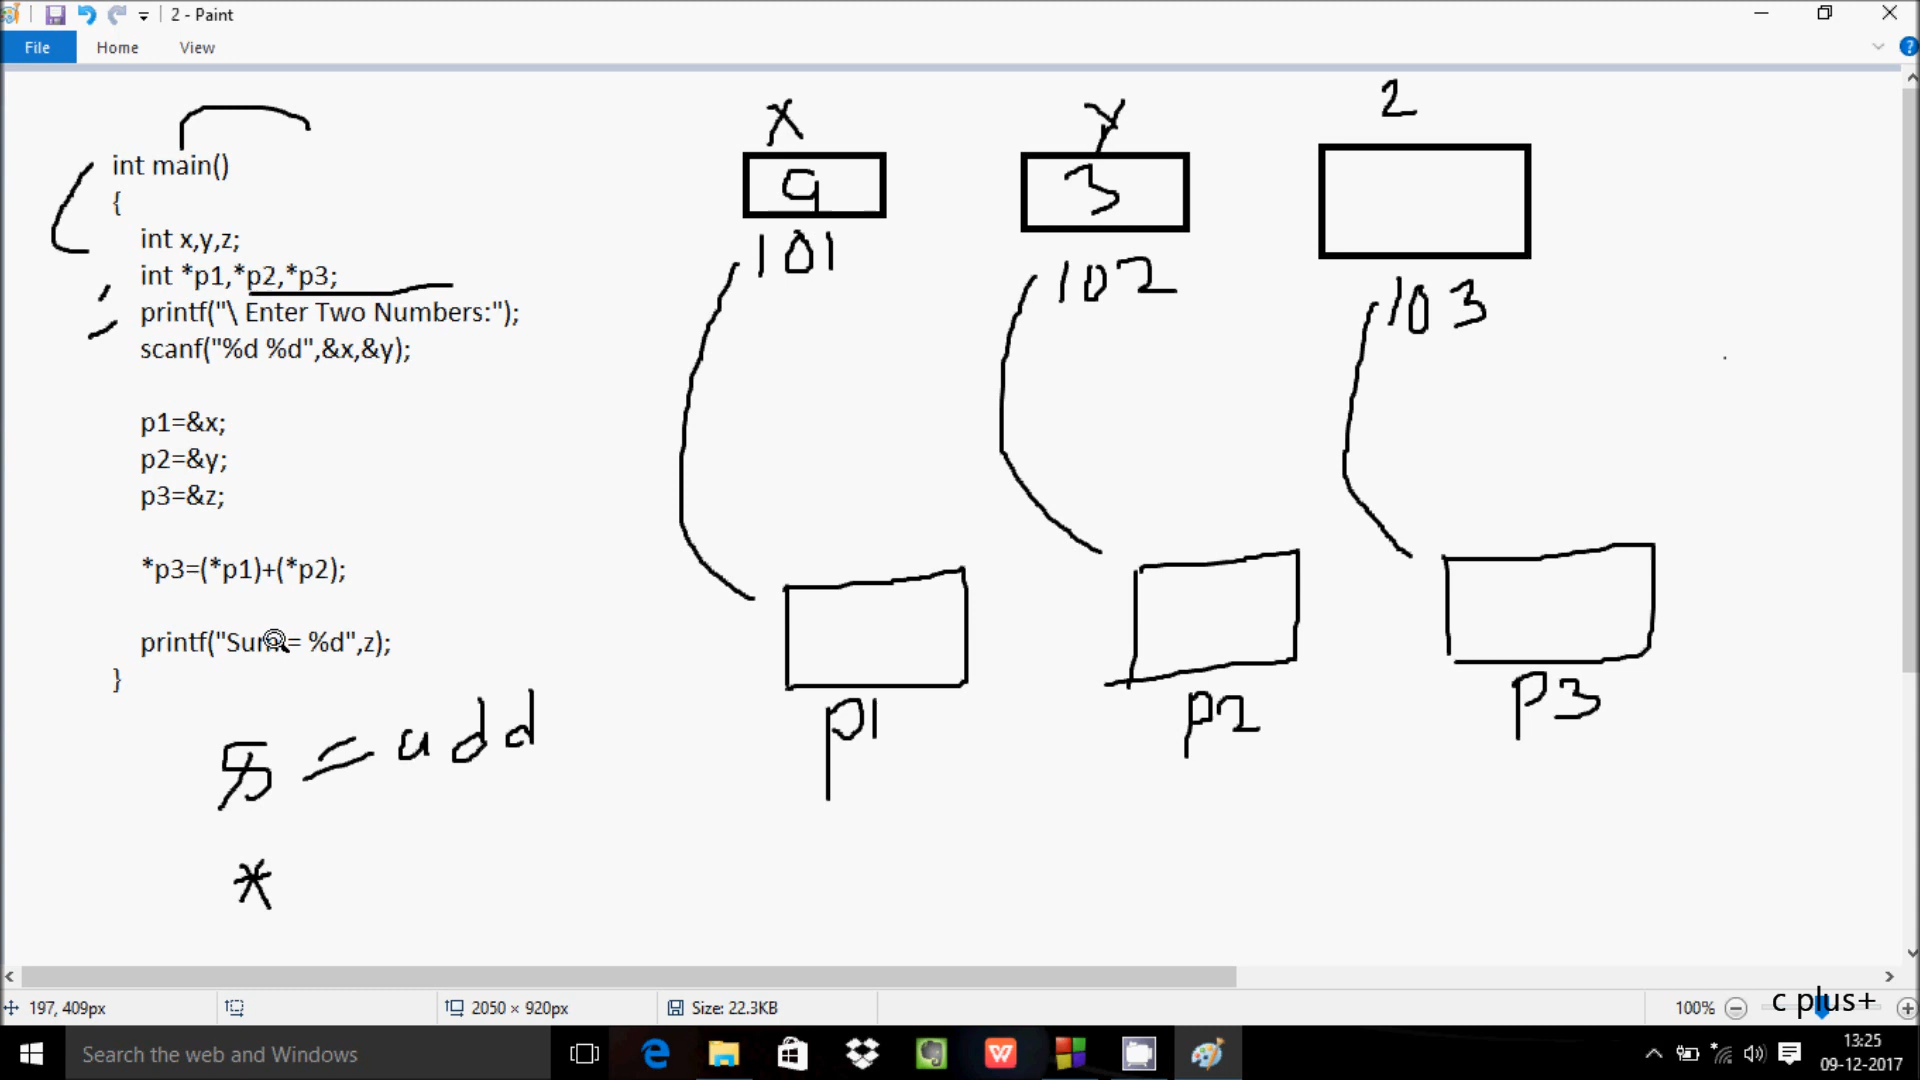 2 - Paint
File Home View
int main()
{
int x,y,z;
int *p1,*p2,*p3;
printf("\ Enter Two Numbers:");
scanf("%d %d",&x,&y);
p1=&x;
p2=&y;
p3=&z;
*p3=(*p1)+(*p2);
printf("Sum= %d",z);
}
= add
*
x y z
9 3
101 102 103
p1 p2 p3
197, 409px 2050 × 920px Size: 22.3KB 100% c plus+
Search the web and Windows
13:25
09-12-2017